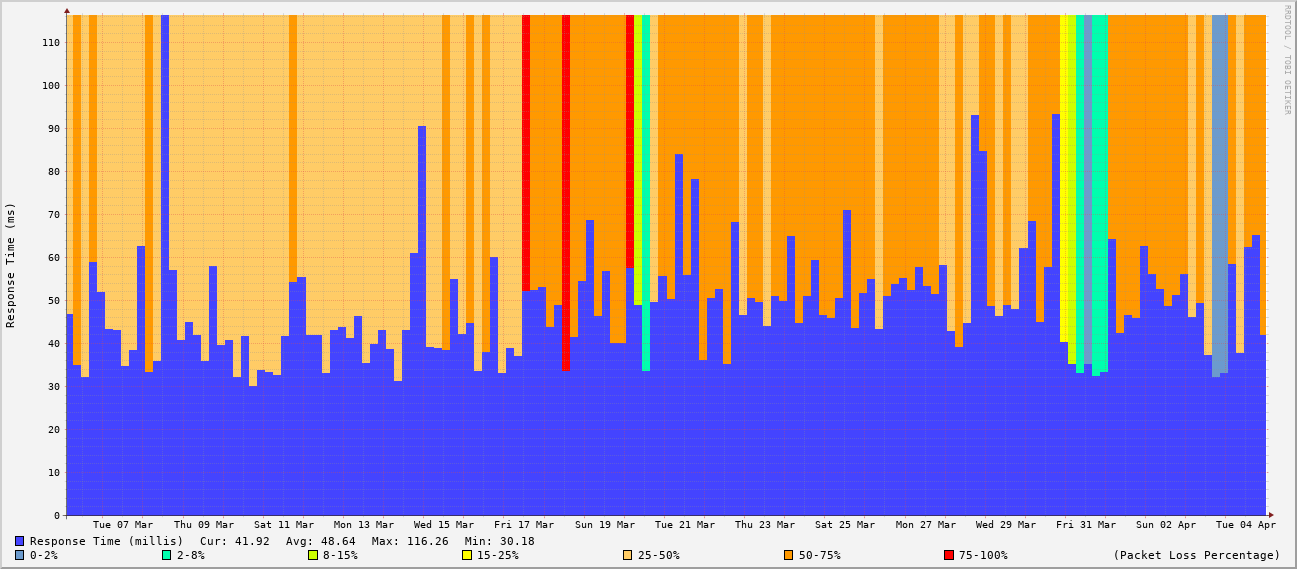 RRDTOOL / TOBI OETIKER
Response Time (ms)
110
100
90
80
70
60
50
40
30
20
10
0
Tue 07 Mar Thu 09 Mar Sat 11 Mar Mon 13 Mar Wed 15 Mar Fri 17 Mar Sun 19 Mar Tue 21 Mar Thu 23 Mar Sat 25 Mar Mon 27 Mar Wed 29 Mar Fri 31 Mar Sun 02 Apr Tue 04 Apr
Response Time (millis) Cur: 41.92 Avg: 48.64 Max: 116.26 Min: 30.18
0-2% 2-8% 8-15% 15-25% 25-50% 50-75% 75-100% (Packet Loss Percentage)